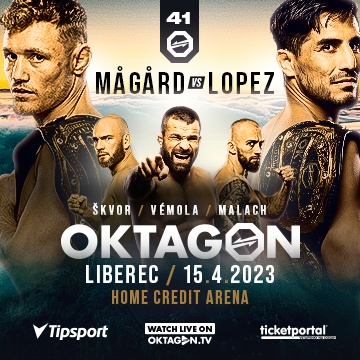 41
MÅGÅRD VS LOPEZ
ŠKVOR / VÉMOLA / MALACH
OKTAGON
LIBEREC / 15.4.2023
HOME CREDIT ARENA
Tipsport
WATCH LIVE ON
OKTAGON.TV
ticketportal